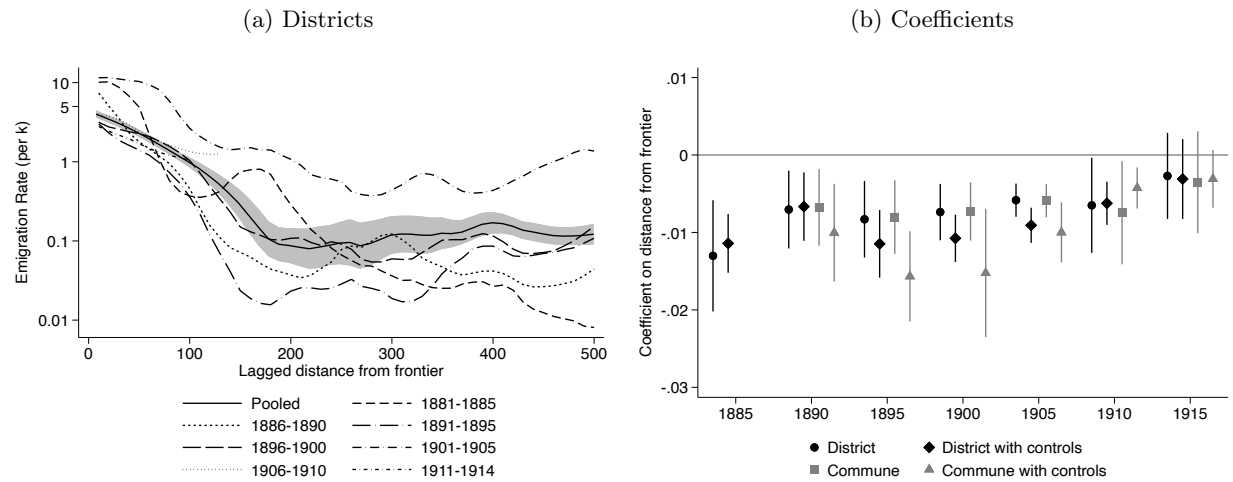 (a) Districts
Emigration Rate (per k)
10
5
1
0.1
0.01
0 100 200 300 400 500
Lagged distance from frontier
Pooled 1881-1885
1886-1890 1891-1895
1896-1900 1901-1905
1906-1910 1911-1914
(b) Coefficients
Coefficient on distance from frontier
.01
0
-.01
-.02
-.03
1885 1890 1895 1900 1905 1910 1915
District District with controls
Commune Commune with controls